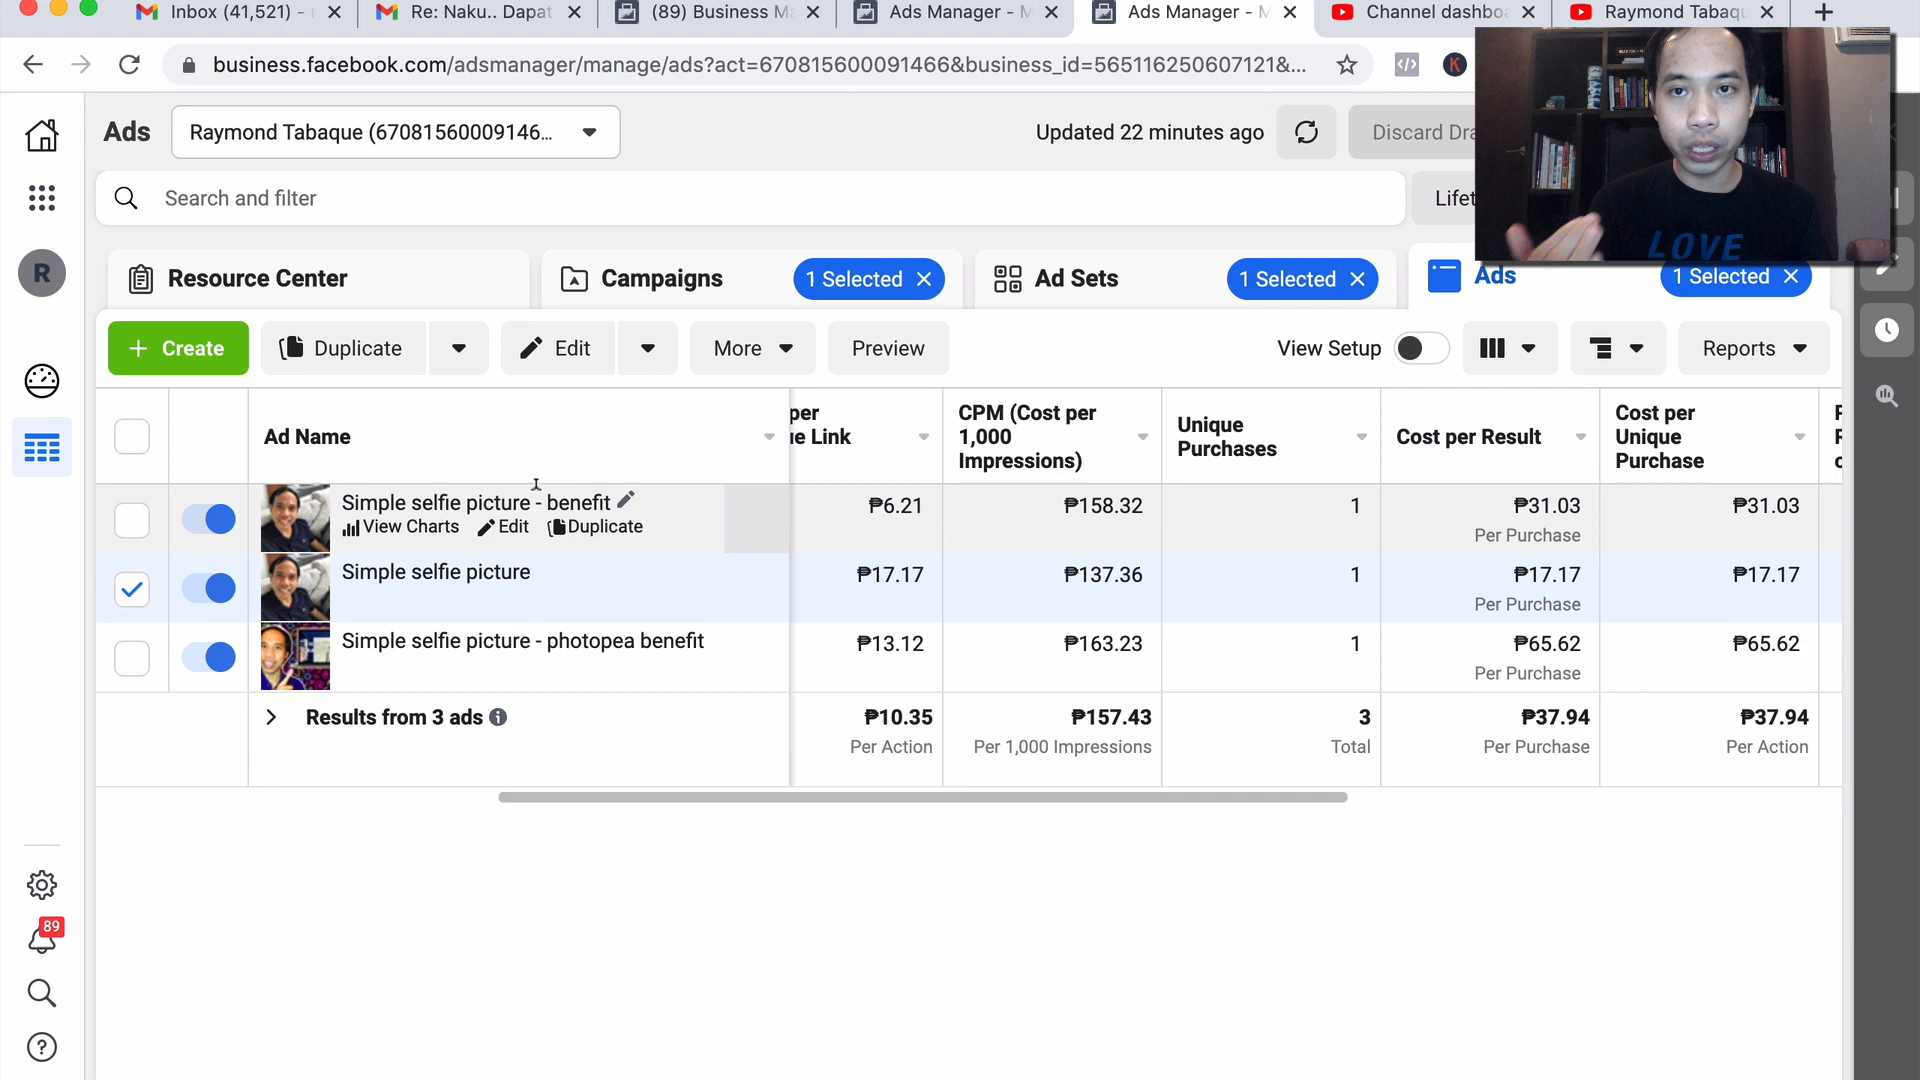 Inbox (41,521) -
Re: Naku.. Dapat
(89) Business Ma
Ads Manager - M
Ads Manager - M
Channel dashbo
Raymond Tabaqu
business.facebook.com/adsmanager/manage/ads?act=670815600091466&business_id=565116250607121&...
K
Ads
Raymond Tabaque (67081560009146...
Updated 22 minutes ago
Discard Dra
Search and filter
Lifet
R
LOVE
Resource Center
Campaigns
1 Selected
Ad Sets
1 Selected
Ads
1 Selected
+ Create
Duplicate
Edit
More
Preview
View Setup
Reports
Ad Name
per
ue Link
CPM (Cost per
1,000
Impressions)
Unique
Purchases
Cost per Result
Cost per
Unique
Purchase
Simple selfie picture - benefit
View Charts
Edit
Duplicate
₱6.21
₱158.32
1
₱31.03
Per Purchase
₱31.03
Simple selfie picture
₱17.17
₱137.36
1
₱17.17
Per Purchase
₱17.17
Simple selfie picture - photopea benefit
₱13.12
₱163.23
1
₱65.62
Per Purchase
₱65.62
Results from 3 ads
₱10.35
Per Action
₱157.43
Per 1,000 Impressions
3
Total
₱37.94
Per Purchase
₱37.94
Per Action
89